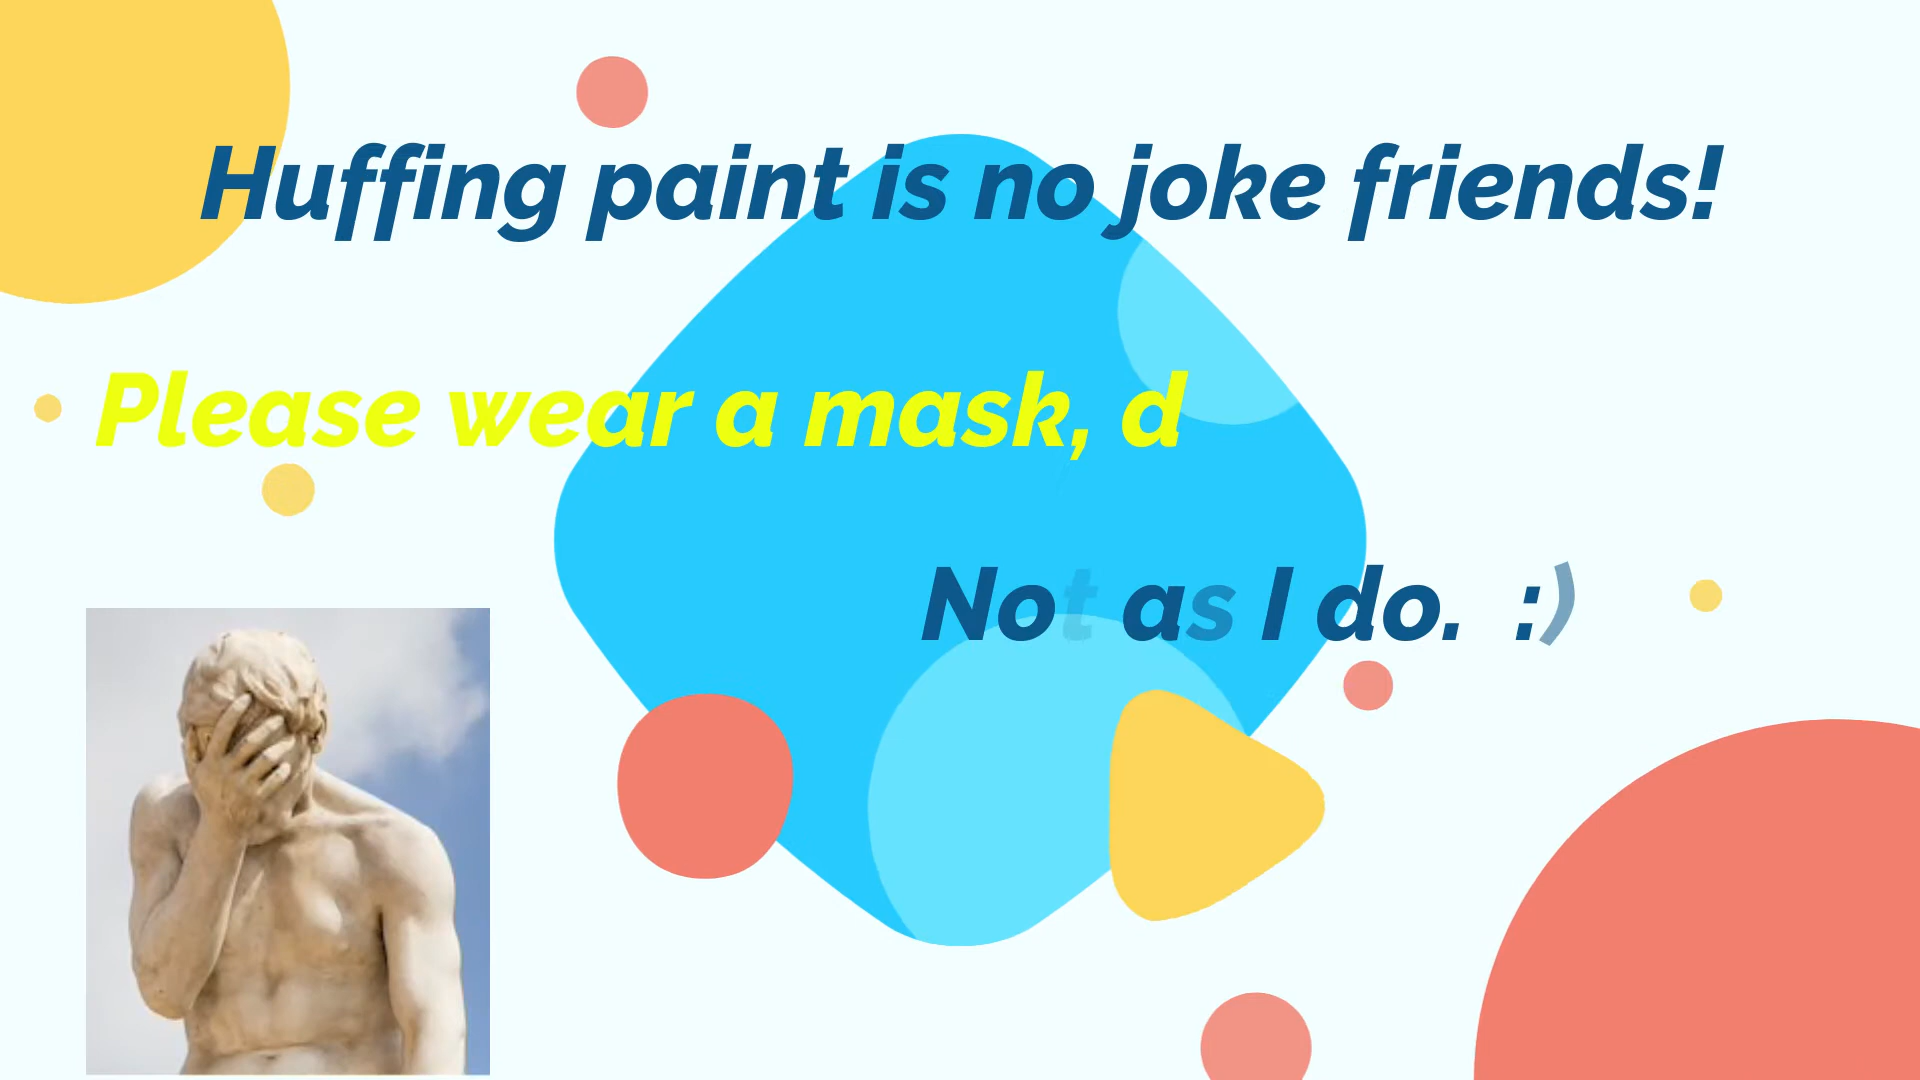 Huffing paint is no joke friends!
Please wear a mask, d
Not as I do. :)